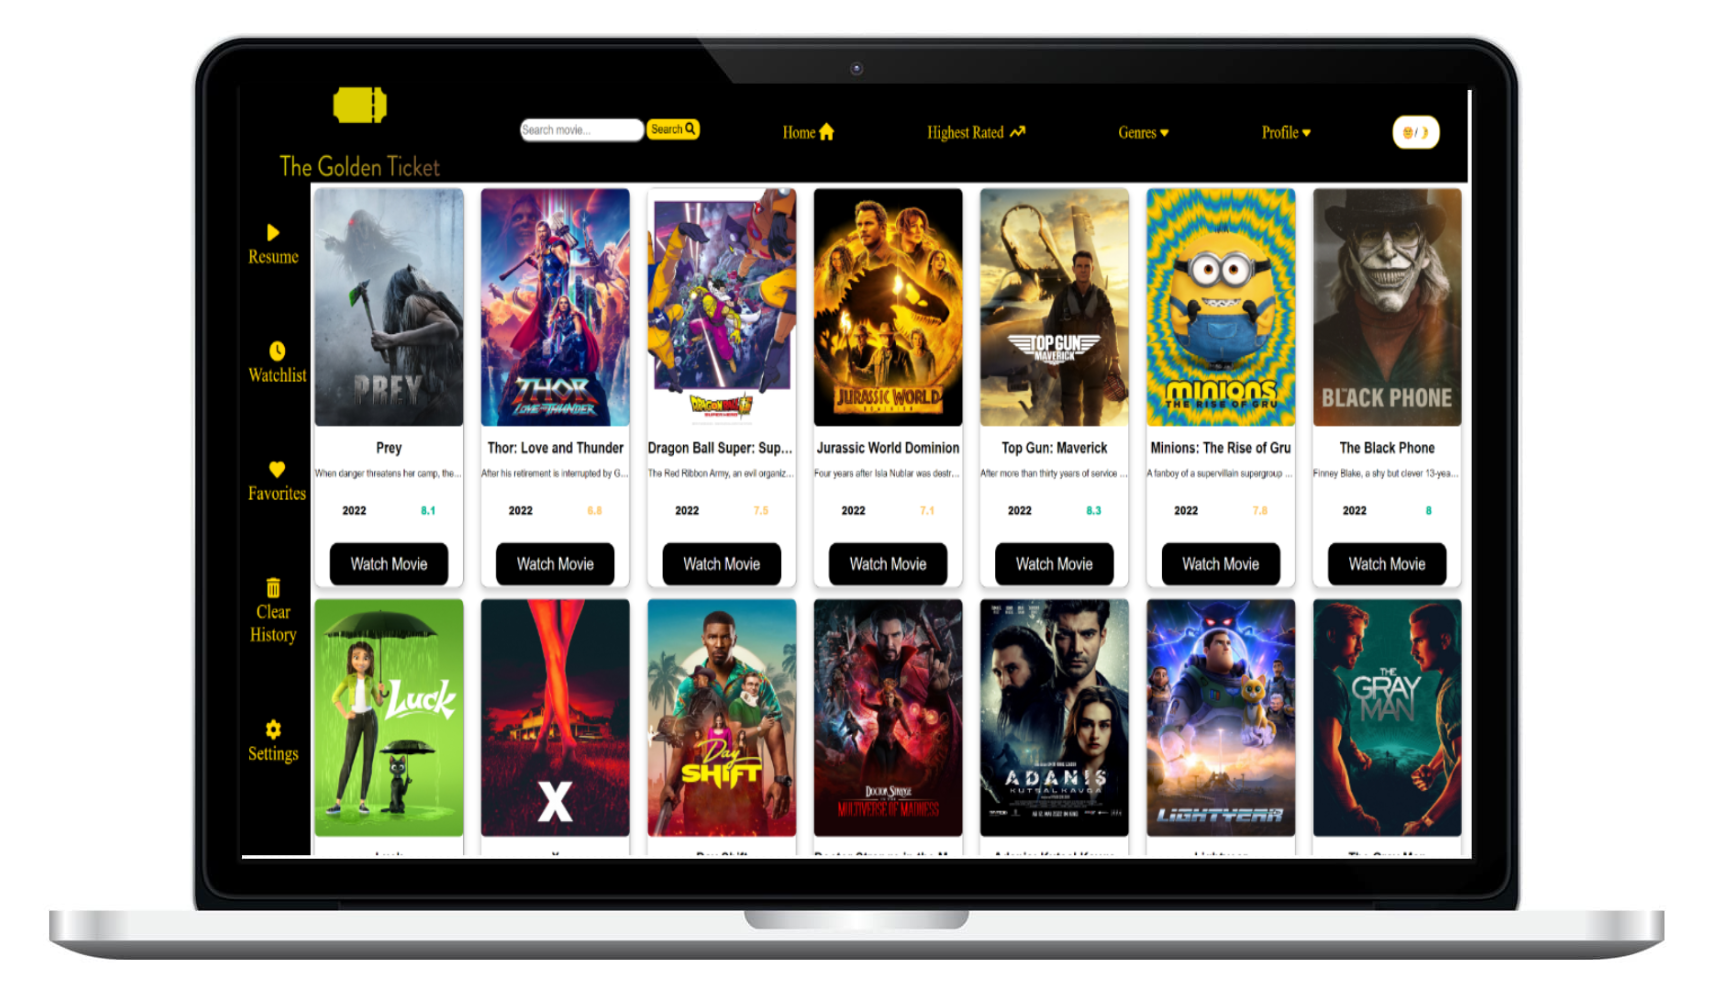 Search movie...
Search
Home
Highest Rated
Genres
Profile
/
The Golden Ticket
Resume
Watchlist
Favorites
Clear
History
Settings
PREY
THOR
LOVE AND THUNDER
DRAGON BALL
JURASSIC WORLD
DOMINION
TOP GUN
MAVERICK
MINIONS
THE RISE OF GRU
THE BLACK PHONE
Prey
Thor: Love and Thunder
Dragon Ball Super: Sup...
Jurassic World Dominion
Top Gun: Maverick
Minions: The Rise of Gru
The Black Phone
When danger threatens her camp, the...
After his retirement is interrupted by G...
The Red Ribbon Army, an evil organiz...
Four years after Isla Nublar was destr...
After more than thirty years of service ...
A fanboy of a supervillain supergroup ...
Finney Blake, a shy but clever 13-yea...
2022 8.1
2022 6.8
2022 7.5
2022 7.1
2022 8.3
2022 7.8
2022 8
Watch Movie
Watch Movie
Watch Movie
Watch Movie
Watch Movie
Watch Movie
Watch Movie
Luck
X
Day
SHIFT
DOCTOR STRANGE
IN THE
MULTIVERSE OF MADNESS
ADANIS
KUTSAL KAVGA
LIGHTYEAR
THE
GRAY
MAN